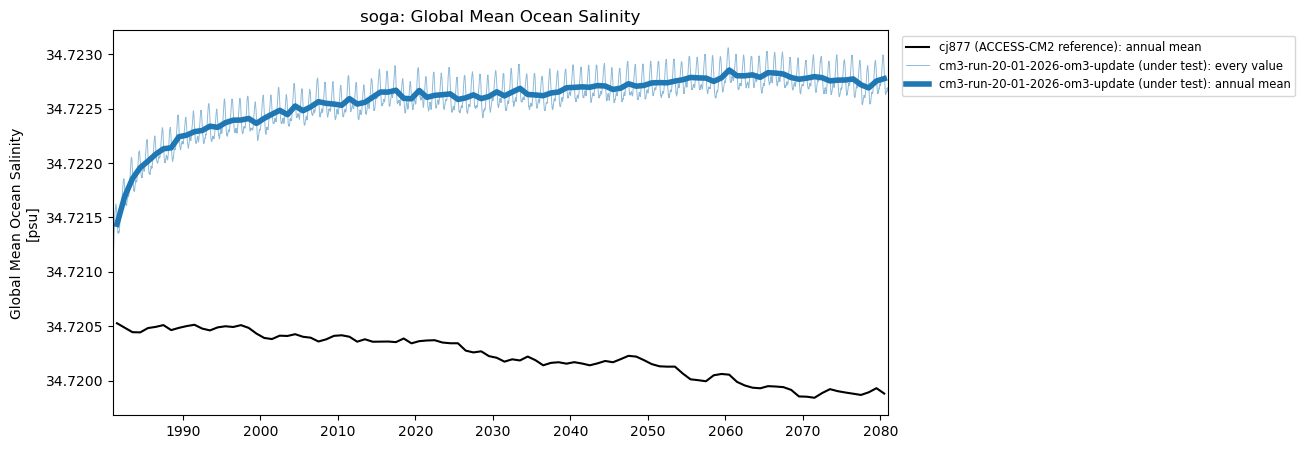 soga: Global Mean Ocean Salinity
Global Mean Ocean Salinity
[psu]
34.7230
34.7225
34.7220
34.7215
34.7210
34.7205
34.7200
1990 2000 2010 2020 2030 2040 2050 2060 2070 2080
cj877 (ACCESS-CM2 reference): annual mean
cm3-run-20-01-2026-om3-update (under test): every value
cm3-run-20-01-2026-om3-update (under test): annual mean